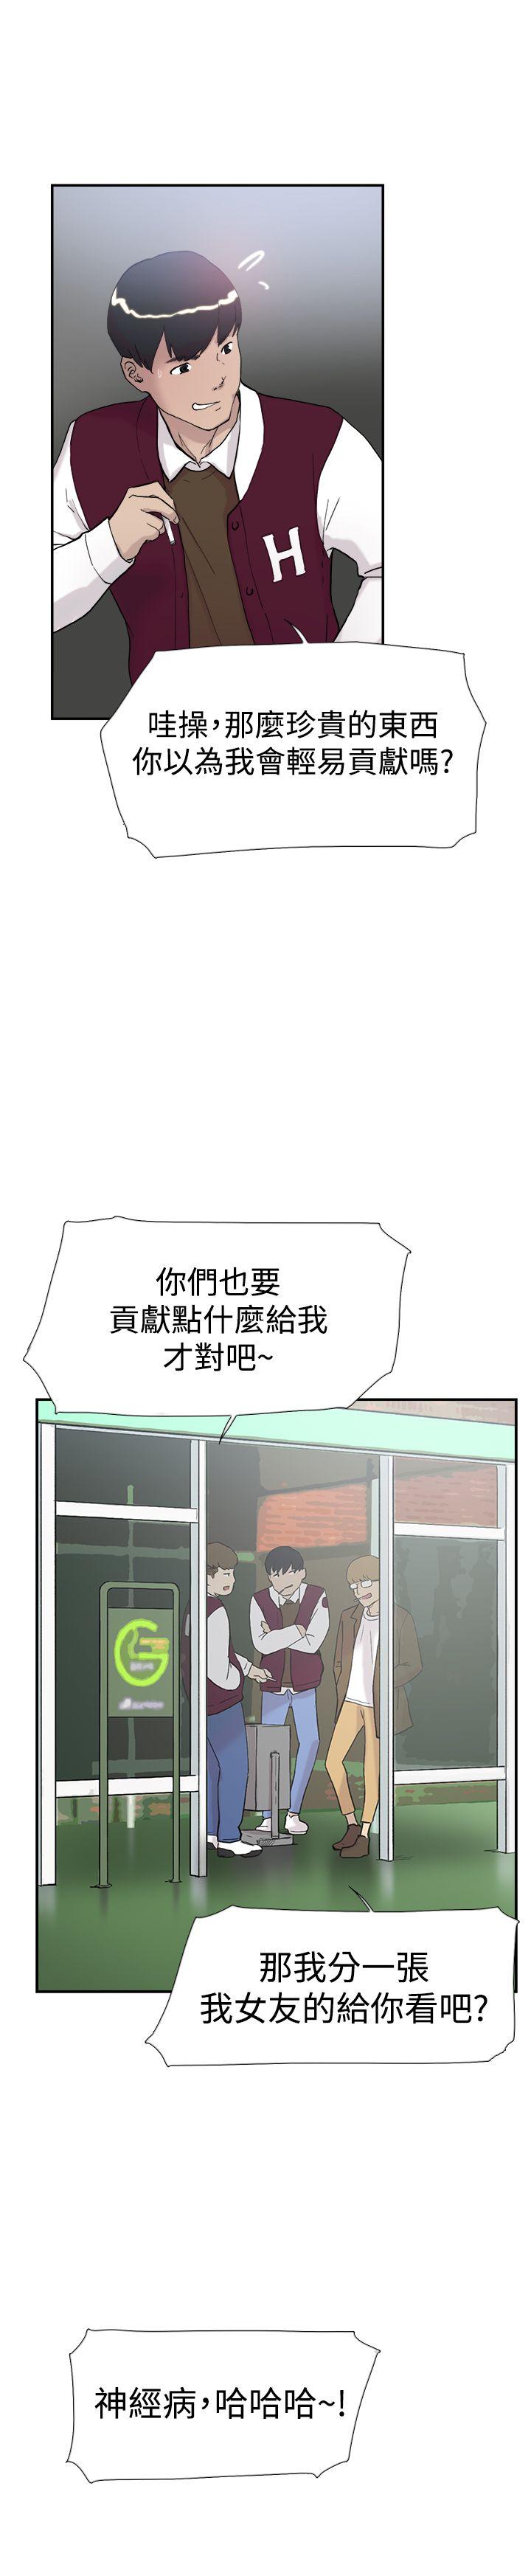 H
哇操，那麼珍貴的東西
你以為我會輕易貢獻嗎?
你們也要
貢獻點什麼給我
才對吧~
G
那我分一張
我女友的給你看吧?
神經病，哈哈哈~!